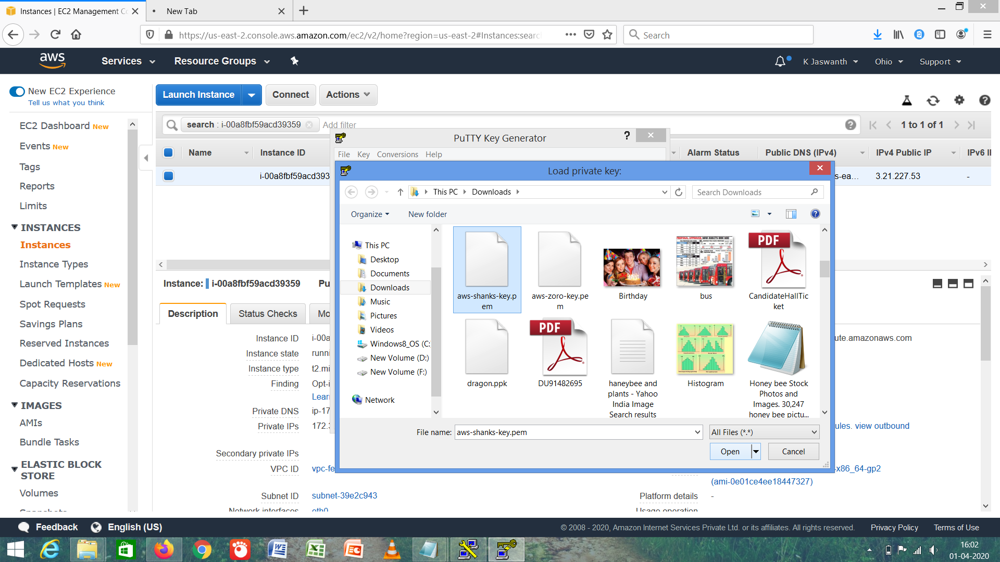 Instances | EC2 Management Co
New Tab
https://us-east-2.console.aws.amazon.com/ec2/v2/home?region=us-east-2#Instances:searc
Search
aws
Services
Resource Groups
K Jaswanth
Ohio
Support
New EC2 Experience
Tell us what you think
Launch Instance
Connect
Actions
search : i-00a8fbf59acd39359
Add filter
1 to 1 of 1
Name
Instance ID
Alarm Status
Public DNS (IPv4)
IPv4 Public IP
IPv6 I
i-00a8fbf59acd393
s-ea...
3.21.227.53
-
EC2 Dashboard New
Events New
Tags
Reports
Limits
INSTANCES
Instances
Instance Types
Launch Templates New
Spot Requests
Savings Plans
Reserved Instances
Dedicated Hosts New
Capacity Reservations
IMAGES
AMIs
Bundle Tasks
ELASTIC BLOCK
STORE
Volumes
Instance: i-00a8fbf59acd39359
Pu
Description
Status Checks
Mo
Instance ID
i-00a
Instance state
runni
Instance type
t2.mi
Finding
Opt-i
Learn
Private DNS
ip-17
Private IPs
172.3
Secondary private IPs
VPC ID
vpc-fe
Subnet ID
subnet-39e2c943
Network interfaces
eth0
ute.amazonaws.com
ules. view outbound
-x86_64-gp2
(ami-0e01ce4ee18447327)
Platform details
-
Usage operation
PuTTY Key Generator
?
File Key Conversions Help
Load private key:
This PC
Downloads
Search Downloads
Organize
New folder
This PC
Desktop
Documents
Downloads
Music
Pictures
Videos
Windows8_OS (C:
New Volume (D:)
New Volume (F:)
Network
aws-shanks-key.p
em
aws-zoro-key.pe
m
Birthday
bus
PDF
CandidateHallTic
ket
dragon.ppk
PDF
DU91482695
haneybee and
plants - Yahoo
India Image
Search results
Histogram
Honey bee Stock
Photos and
Images. 30,247
honey bee pictu...
File name:
aws-shanks-key.pem
All Files (*.*)
Open
Cancel
Feedback
English (US)
© 2008 - 2020, Amazon Internet Services Private Ltd. or its affiliates. All rights reserved.
Privacy Policy
Terms of Use
16:02
01-04-2020